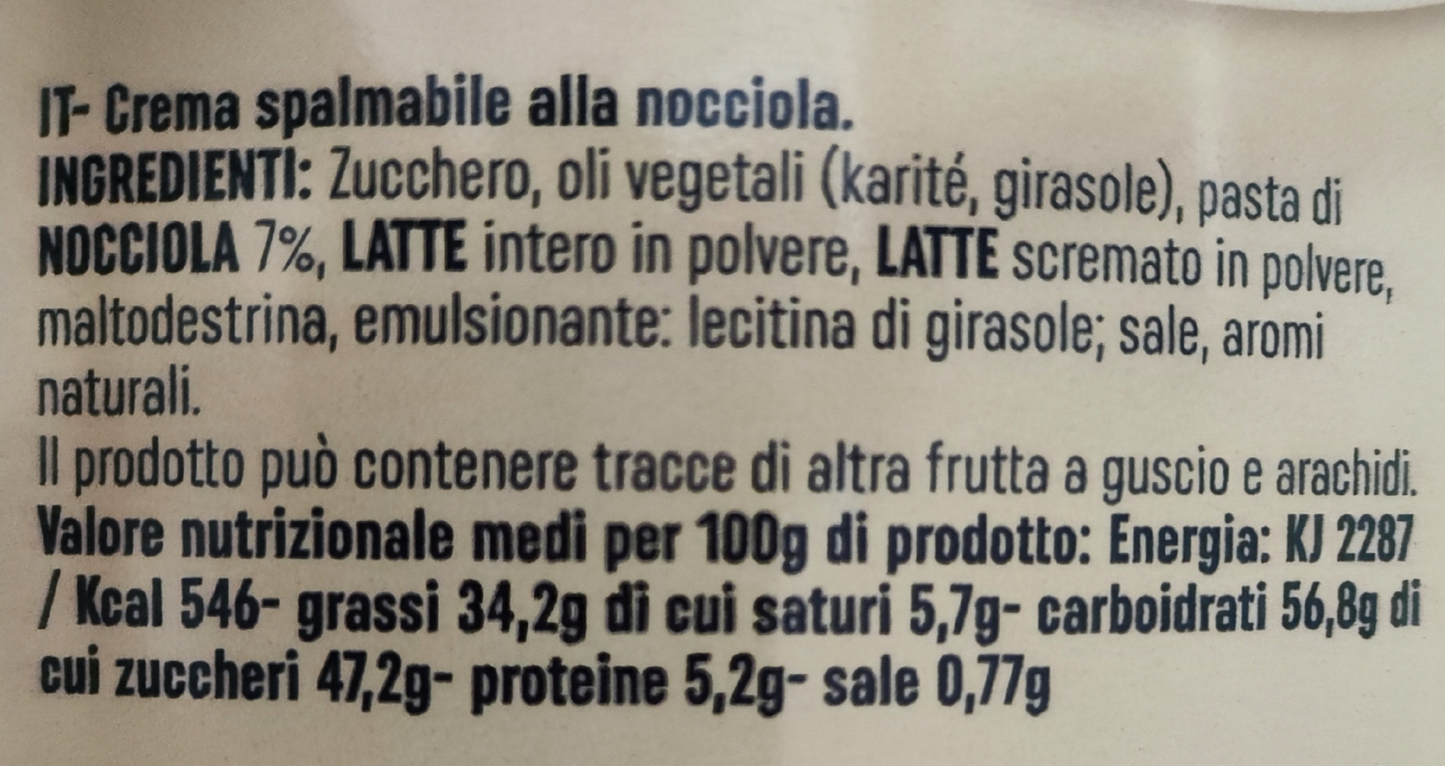 IT- Crema spalmabile alla nocciola.
INGREDIENTI: Zucchero, oli vegetali (karité, girasole), pasta di
NOCCIOLA 7%, LATTE intero in polvere, LATTE scremato in polvere,
maltodestrina, emulsionante: lecitina di girasole; sale, aromi
naturali.
Il prodotto può contenere tracce di altra frutta a guscio e arachidi.
Valore nutrizionale medi per 100g di prodotto: Energia: KJ 2287
/ Kcal 546- grassi 34,2g di cui saturi 5,7g- carboidrati 56,8g di
cui zuccheri 47,2g- proteine 5,2g- sale 0,77g